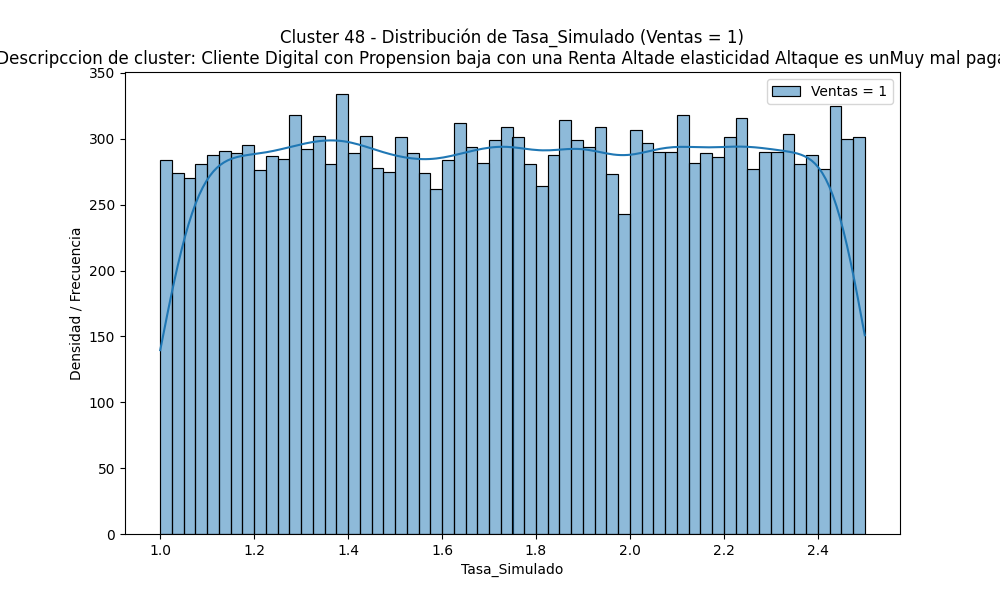 Cluster 48 - Distribución de Tasa_Simulado (Ventas = 1)
Descripccion de cluster: Cliente Digital con Propension baja con una Renta Altade elasticidad Altaque es unMuy mal paga
Ventas = 1
Densidad / Frecuencia
350
300
250
200
150
100
50
0
1.0 1.2 1.4 1.6 1.8 2.0 2.2 2.4
Tasa_Simulado